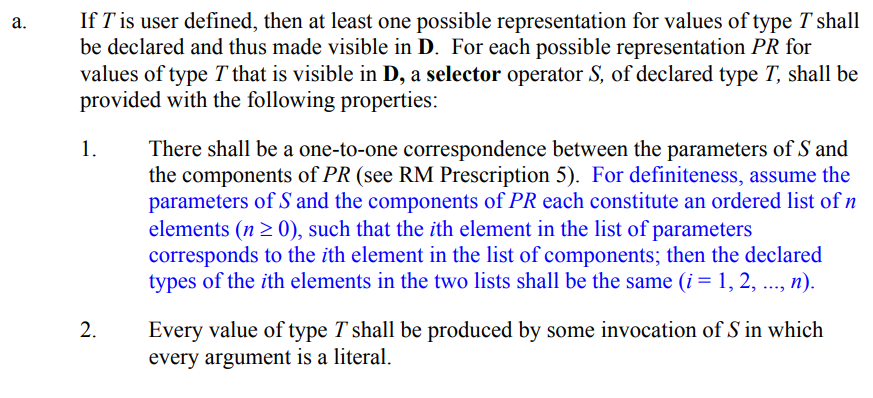 a. If T is user defined, then at least one possible representation for values of type T shall
be declared and thus made visible in D. For each possible representation PR for
values of type T that is visible in D, a selector operator S, of declared type T, shall be
provided with the following properties:
1. There shall be a one-to-one correspondence between the parameters of S and
the components of PR (see RM Prescription 5). For definiteness, assume the
parameters of S and the components of PR each constitute an ordered list of n
elements (n ≥ 0), such that the ith element in the list of parameters
corresponds to the ith element in the list of components; then the declared
types of the ith elements in the two lists shall be the same (i = 1, 2, ..., n).
2. Every value of type T shall be produced by some invocation of S in which
every argument is a literal.